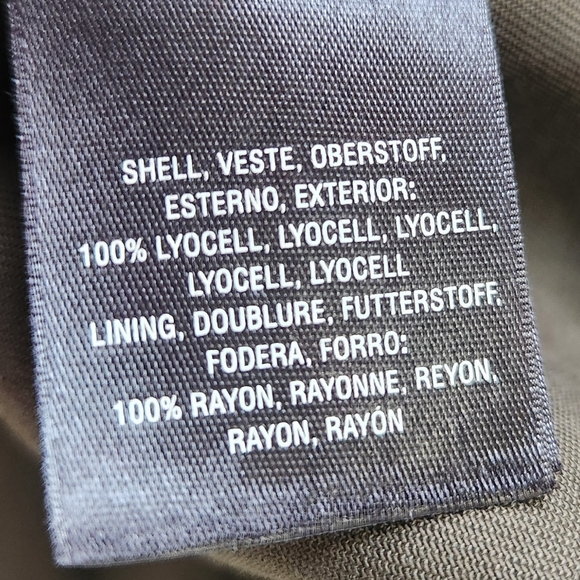 SHELL, VESTE, OBERSTOFF,
ESTERNO, EXTERIOR:
100% LYOCELL, LYOCELL, LYOCELL,
LYOCELL, LYOCELL
LINING, DOUBLURE, FUTTERSTOFF,
FODERA, FORRO:
100% RAYON, RAYONNE, REYON,
RAYON, RAYÓN